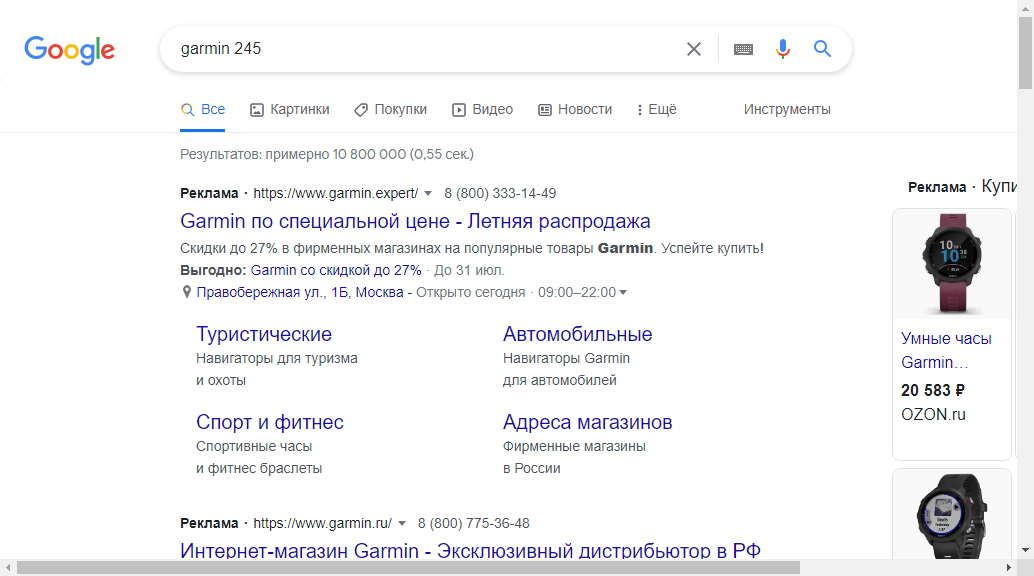 Google
garmin 245
Все
Картинки
Покупки
Видео
Новости
Ещё
Инструменты
Результатов: примерно 10 800 000 (0,55 сек.)
Реклама · https://www.garmin.expert/ 8 (800) 333-14-49
Garmin по специальной цене - Летняя распродажа
Скидки до 27% в фирменных магазинах на популярные товары Garmin. Успейте купить!
Выгодно: Garmin со скидкой до 27% · До 31 июл.
Правобережная ул., 1Б, Москва - Открыто сегодня · 09:00–22:00
Туристические
Навигаторы для туризма
и охоты
Автомобильные
Навигаторы Garmin
для автомобилей
Спорт и фитнес
Спортивные часы
и фитнес браслеты
Адреса магазинов
Фирменные магазины
в России
Реклама · https://www.garmin.ru/ 8 (800) 775-36-48
Интернет-магазин Garmin - Эксклюзивный дистрибьютор в РФ
Реклама · Купи
Умные часы
Garmin…
20 583 ₽
OZON.ru